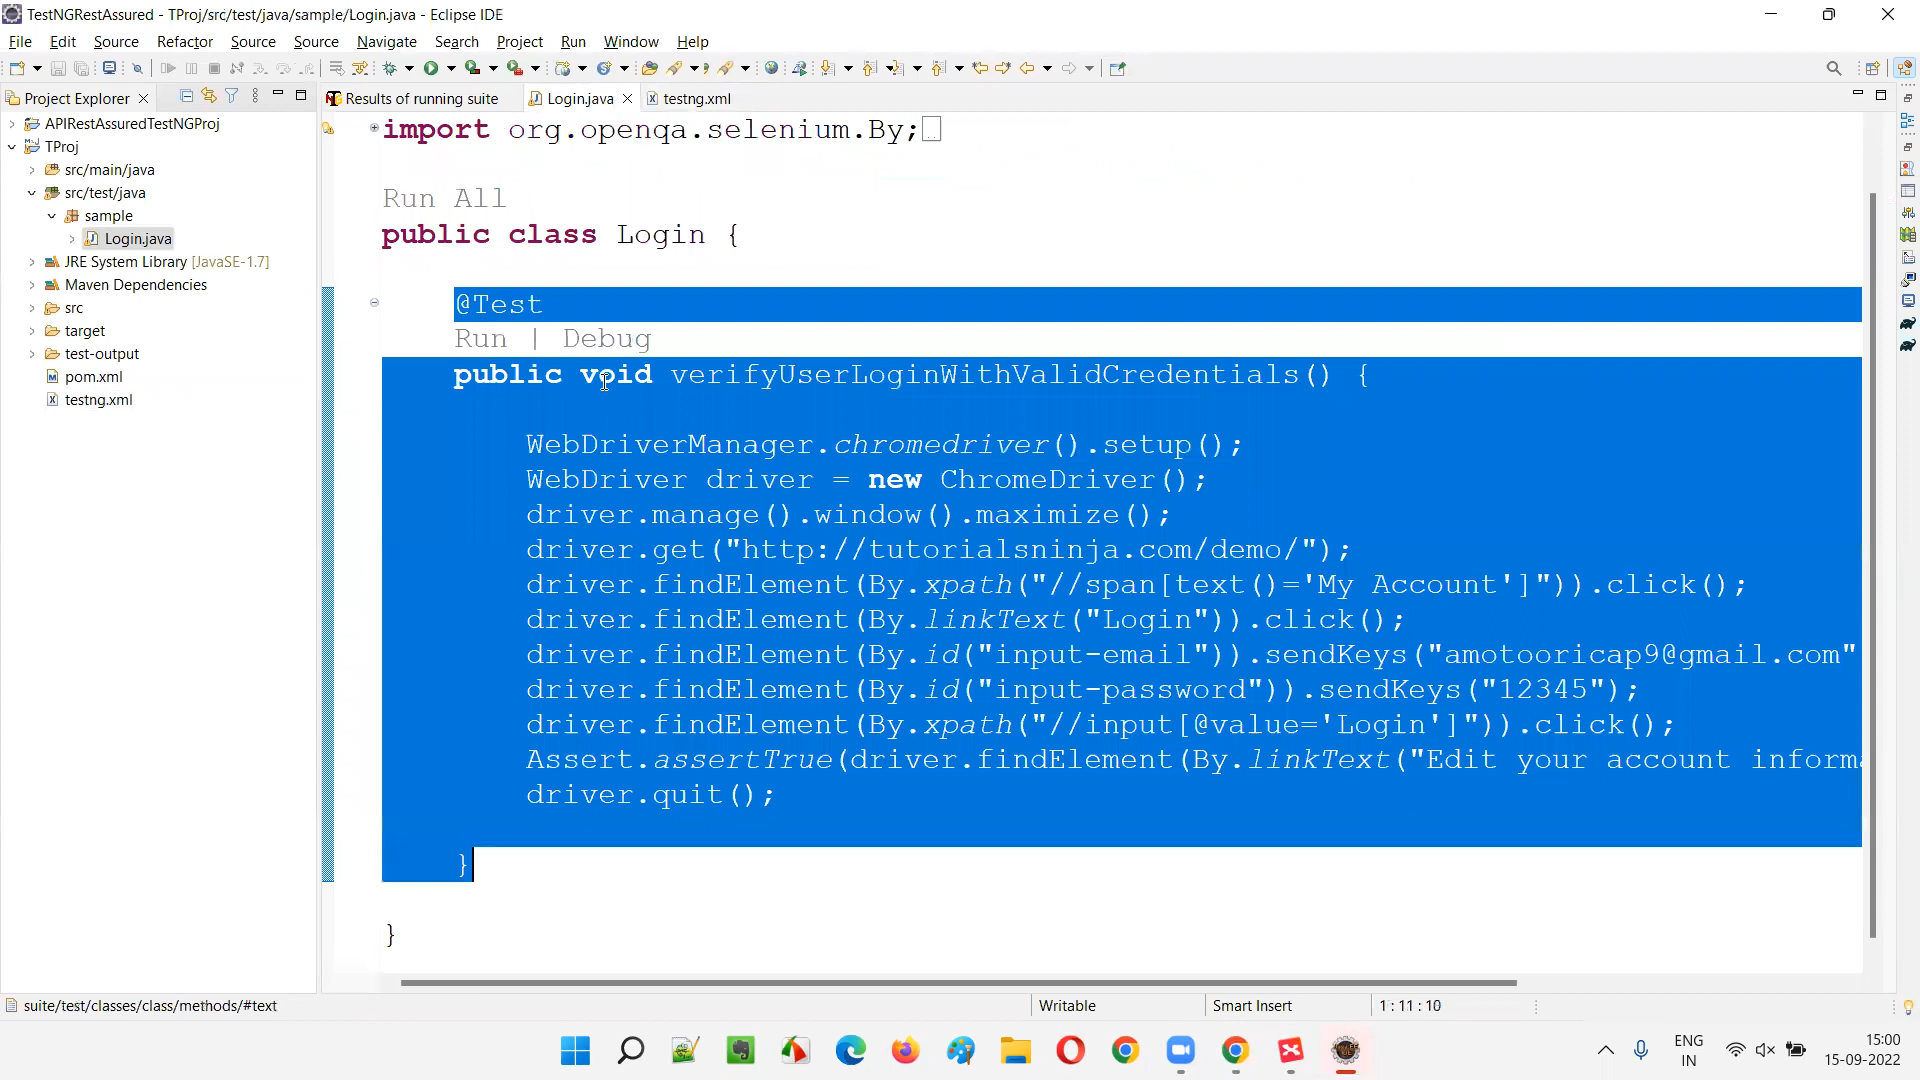 TestNGRestAssured - TProj/src/test/java/sample/Login.java - Eclipse IDE
File Edit Source Refactor Source Source Navigate Search Project Run Window Help
Project Explorer
Results of running suite
Login.java
testng.xml
APIRestAssuredTestNGProj
TProj
src/main/java
src/test/java
sample
Login.java
JRE System Library [JavaSE-1.7]
Maven Dependencies
src
target
test-output
pom.xml
testng.xml
import org.openqa.selenium.By;
Run All
public class Login {
@Test
Run | Debug
public void verifyUserLoginWithValidCredentials() {
WebDriverManager.chromedriver().setup();
WebDriver driver = new ChromeDriver();
driver.manage().window().maximize();
driver.get("http://tutorialsninja.com/demo/");
driver.findElement(By.xpath("//span[text()='My Account']")).click();
driver.findElement(By.linkText("Login")).click();
driver.findElement(By.id("input-email")).sendKeys("amotooricap9@gmail.com"
driver.findElement(By.id("input-password")).sendKeys("12345");
driver.findElement(By.xpath("//input[@value='Login']")).click();
Assert.assertTrue(driver.findElement(By.linkText("Edit your account informa
driver.quit();
}
}
suite/test/classes/class/methods/#text
Writable
Smart Insert
1 : 11 : 10
ENG
IN
15:00
15-09-2022